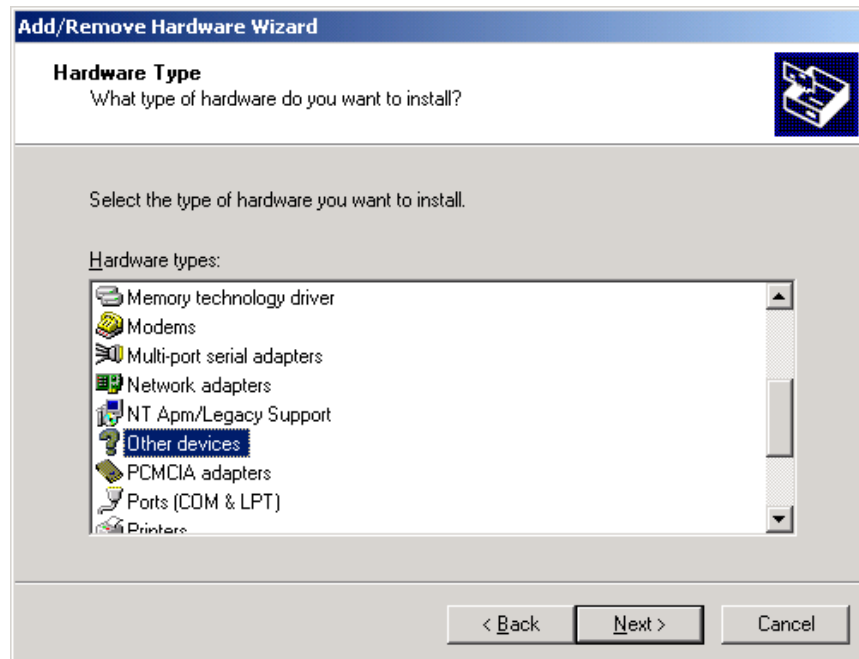 Add/Remove Hardware Wizard
Hardware Type
What type of hardware do you want to install?
Select the type of hardware you want to install.
Hardware types:
Memory technology driver
Modems
Multi-port serial adapters
Network adapters
NT Apm/Legacy Support
Other devices
PCMCIA adapters
Ports (COM & LPT)
Printers
< Back Next > Cancel